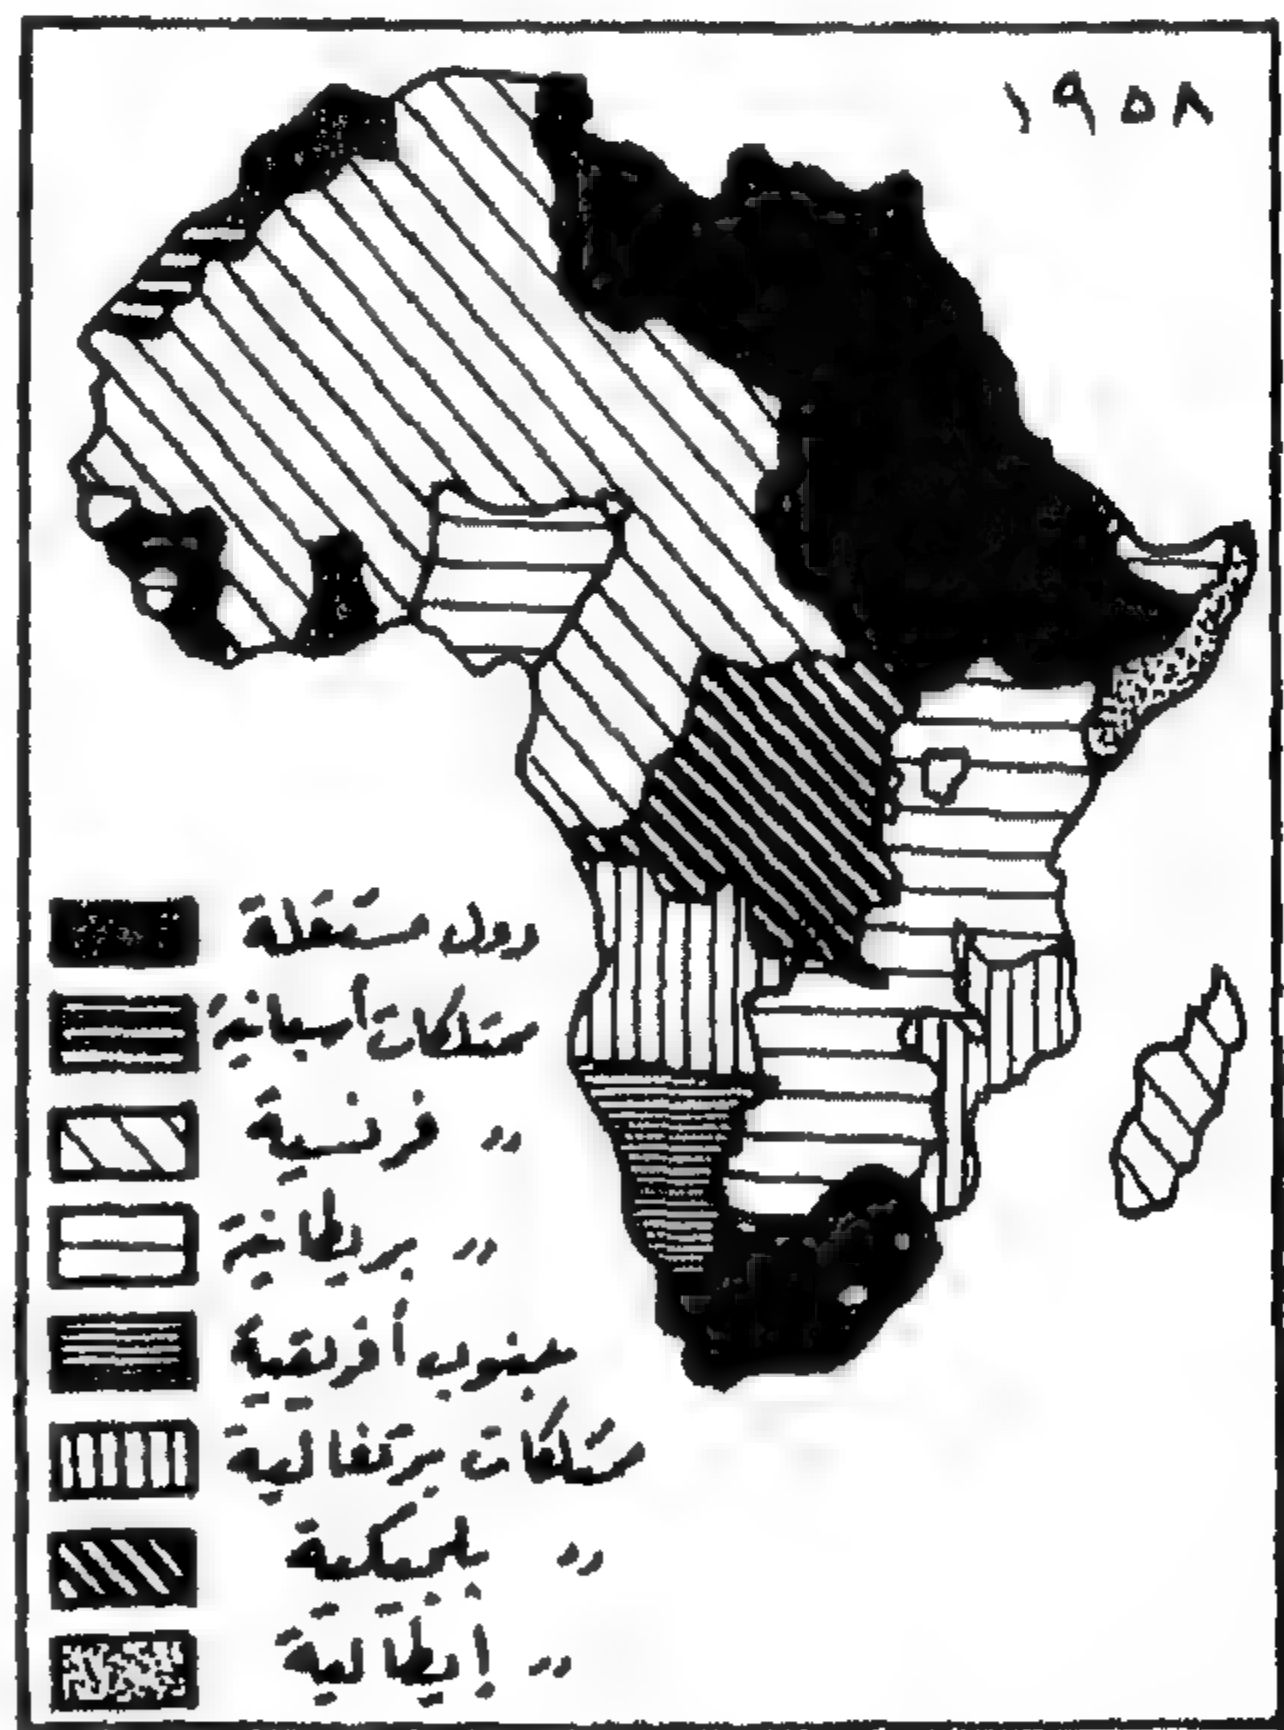 ١٩٥٨
دول مستقلة
ممتلكات أسبانية
〃 فرنسية
〃 بريطانية
جنوب أفريقية
ممتلكات برتغالية
〃 بلجيكية
〃 إيطالية